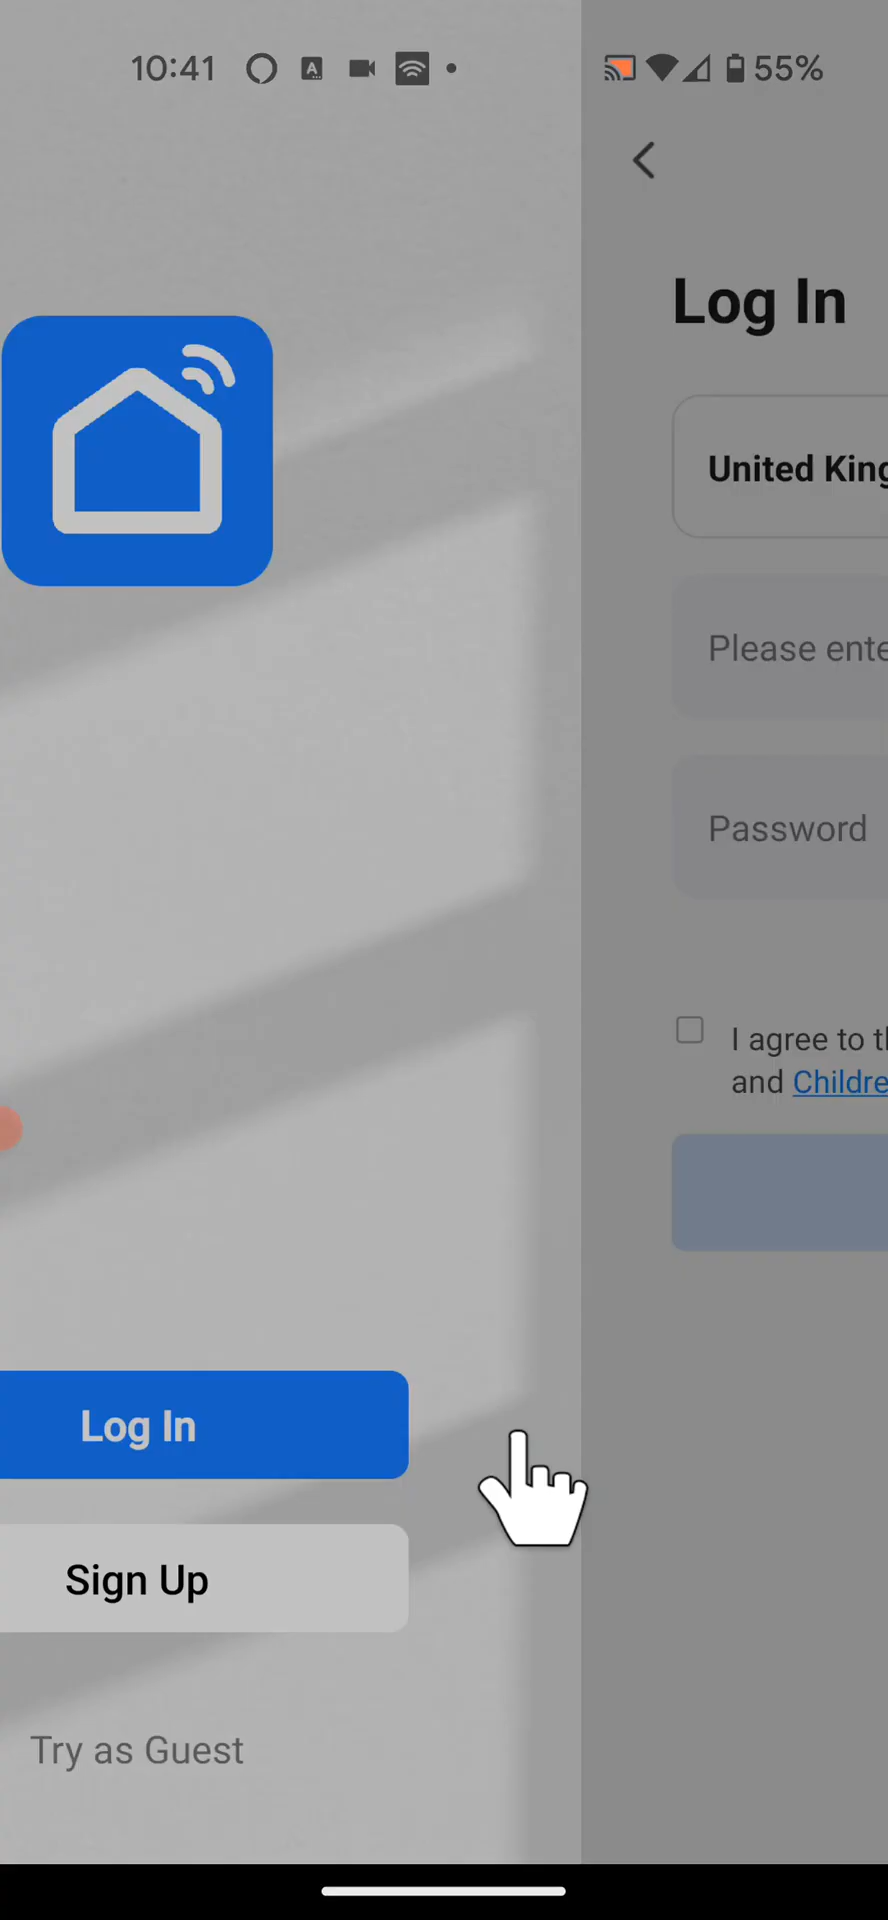 10:41
55%
Log In
United King
Please ente
Password
I agree to th
and Childre
Log In
Sign Up
Try as Guest